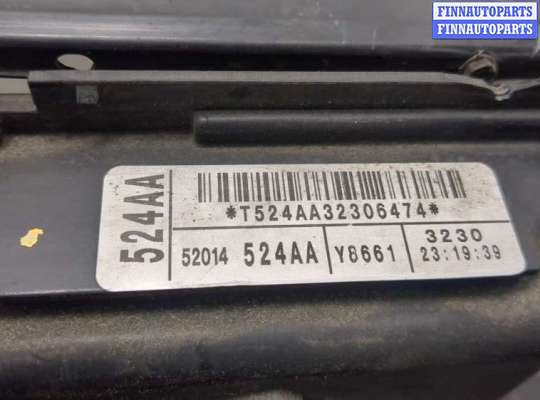 FINNAUTOPARTS
FINNAUTOPARTS
524AA
*T524AA32306474*
52014 524AA Y8661 3230
23:19:39